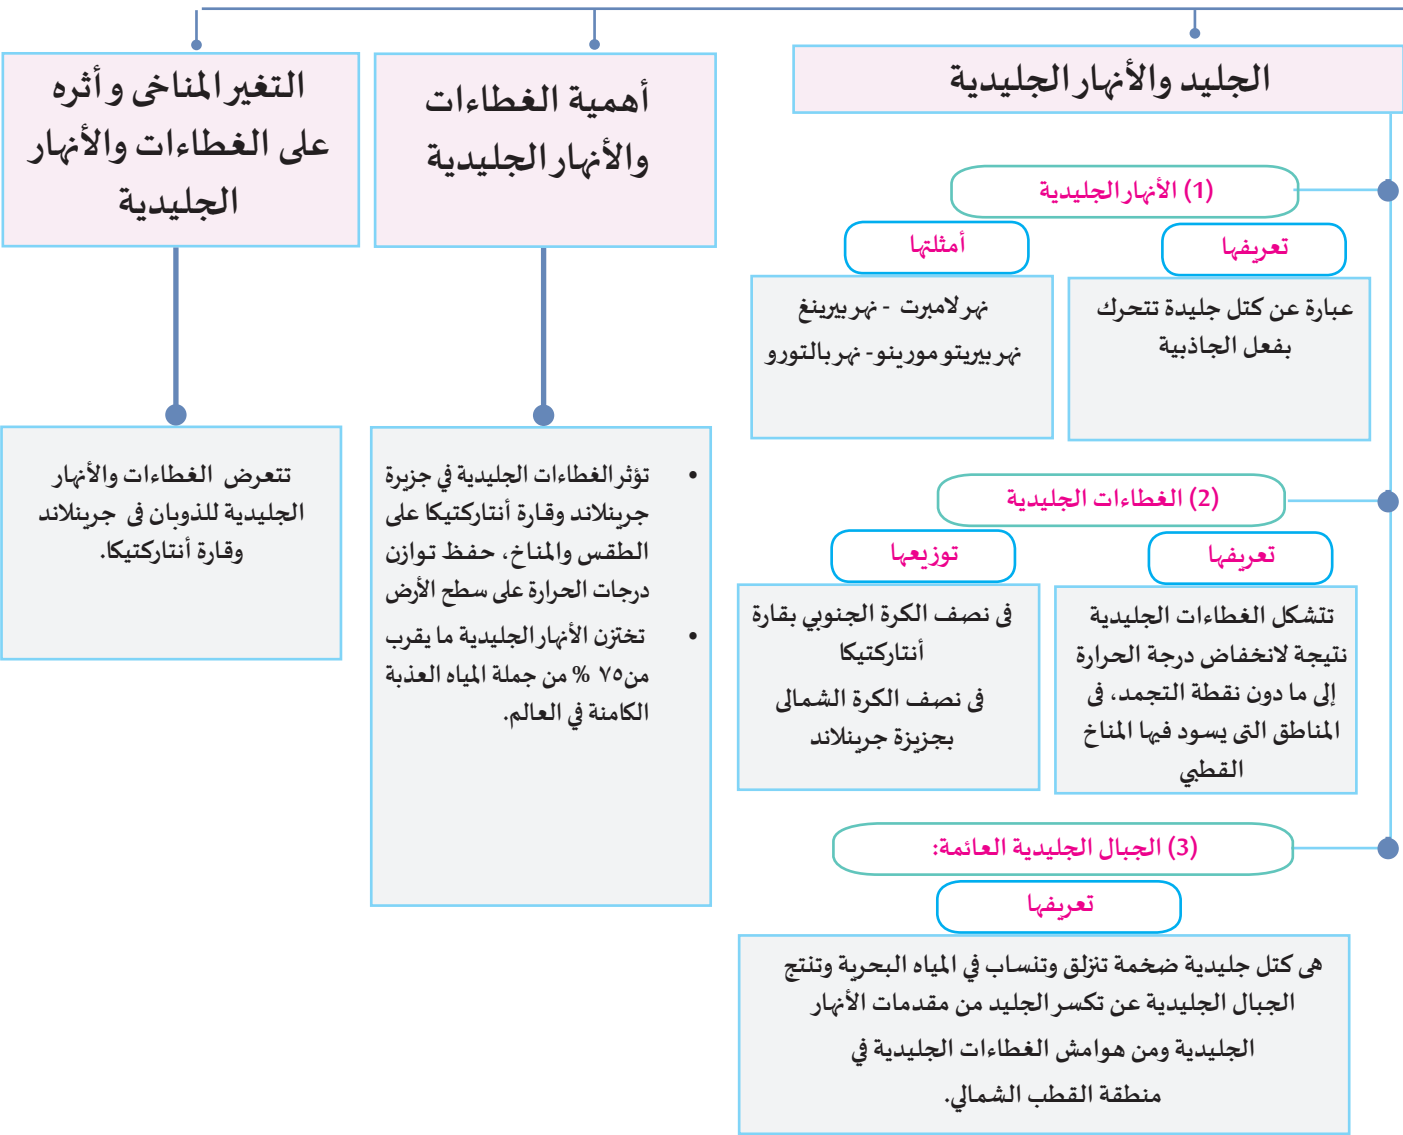 الجليد والأنهار الجليدية
(1) الأنهار الجليدية
تعريفها
عبارة عن كتل جليدة تتحرك
بفعل الجاذبية
أمثلتها
نهر لامبرت - نهر بيرينغ
نهر بيريتو مورينو- نهر بالتورو
(2) الغطاءات الجليدية
تعريفها
تتشكل الغطاءات الجليدية
نتيجة لانخفاض درجة الحرارة
إلى ما دون نقطة التجمد، فى
المناطق التى يسود فيها المناخ
القطبي
توزيعها
فى نصف الكرة الجنوبي بقارة
أنتاركتيكا
فى نصف الكرة الشمالى
بجزيزة جرينلاند
(3) الجبال الجليدية العائمة:
تعريفها
هى كتل جليدية ضخمة تنزلق وتنساب في المياه البحرية وتنتج
الجبال الجليدية عن تكسر الجليد من مقدمات الأنهار
الجليدية ومن هوامش الغطاءات الجليدية في
منطقة القطب الشمالي.
أهمية الغطاءات
والأنهار الجليدية
• تؤثر الغطاءات الجليدية في جزيرة
جرينلاند وقارة أنتاركتيكا على
الطقس والمناخ، حفظ توازن
درجات الحرارة على سطح الأرض
• تختزن الأنهار الجليدية ما يقرب
من٧٥ % من جملة المياه العذبة
الكامنة في العالم.
التغير المناخى وأثره
على الغطاءات والأنهار
الجليدية
تتعرض الغطاءات والأنهار
الجليدية للذوبان فى جرينلاند
وقارة أنتاركتيكا.